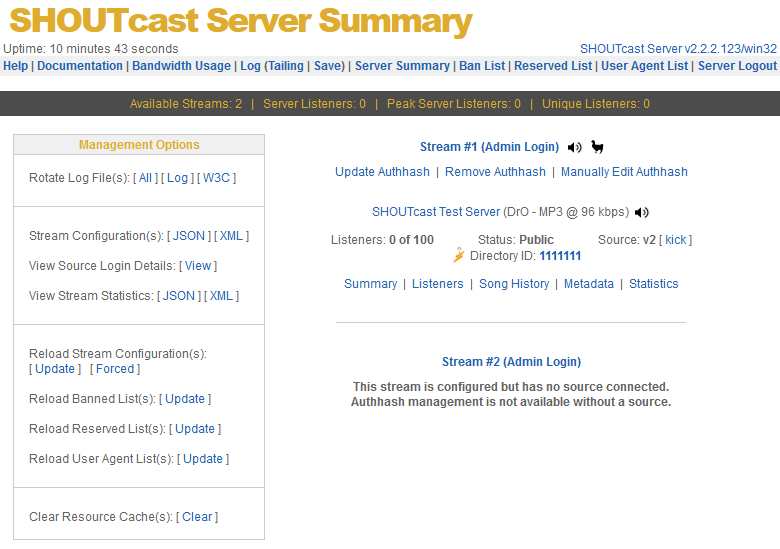 SHOUTcast Server Summary
Uptime: 10 minutes 43 seconds
SHOUTcast Server v2.2.2.123/win32
Help | Documentation | Bandwidth Usage | Log (Tailing | Save) | Server Summary | Ban List | Reserved List | User Agent List | Server Logout
Available Streams: 2 | Server Listeners: 0 | Peak Server Listeners: 0 | Unique Listeners: 0
Management Options
Rotate Log File(s): [ All ] [ Log ] [ W3C ]
Stream Configuration(s): [ JSON ] [ XML ]
View Source Login Details: [ View ]
View Stream Statistics: [ JSON ] [ XML ]
Reload Stream Configuration(s):
[ Update ] [ Forced ]
Reload Banned List(s): [ Update ]
Reload Reserved List(s): [ Update ]
Reload User Agent List(s): [ Update ]
Clear Resource Cache(s): [ Clear ]
Stream #1 (Admin Login)
Update Authhash | Remove Authhash | Manually Edit Authhash
SHOUTcast Test Server (DrO - MP3 @ 96 kbps)
Listeners: 0 of 100 Status: Public Source: v2 [ kick ]
Directory ID: 1111111
Summary | Listeners | Song History | Metadata | Statistics
Stream #2 (Admin Login)
This stream is configured but has no source connected.
Authhash management is not available without a source.